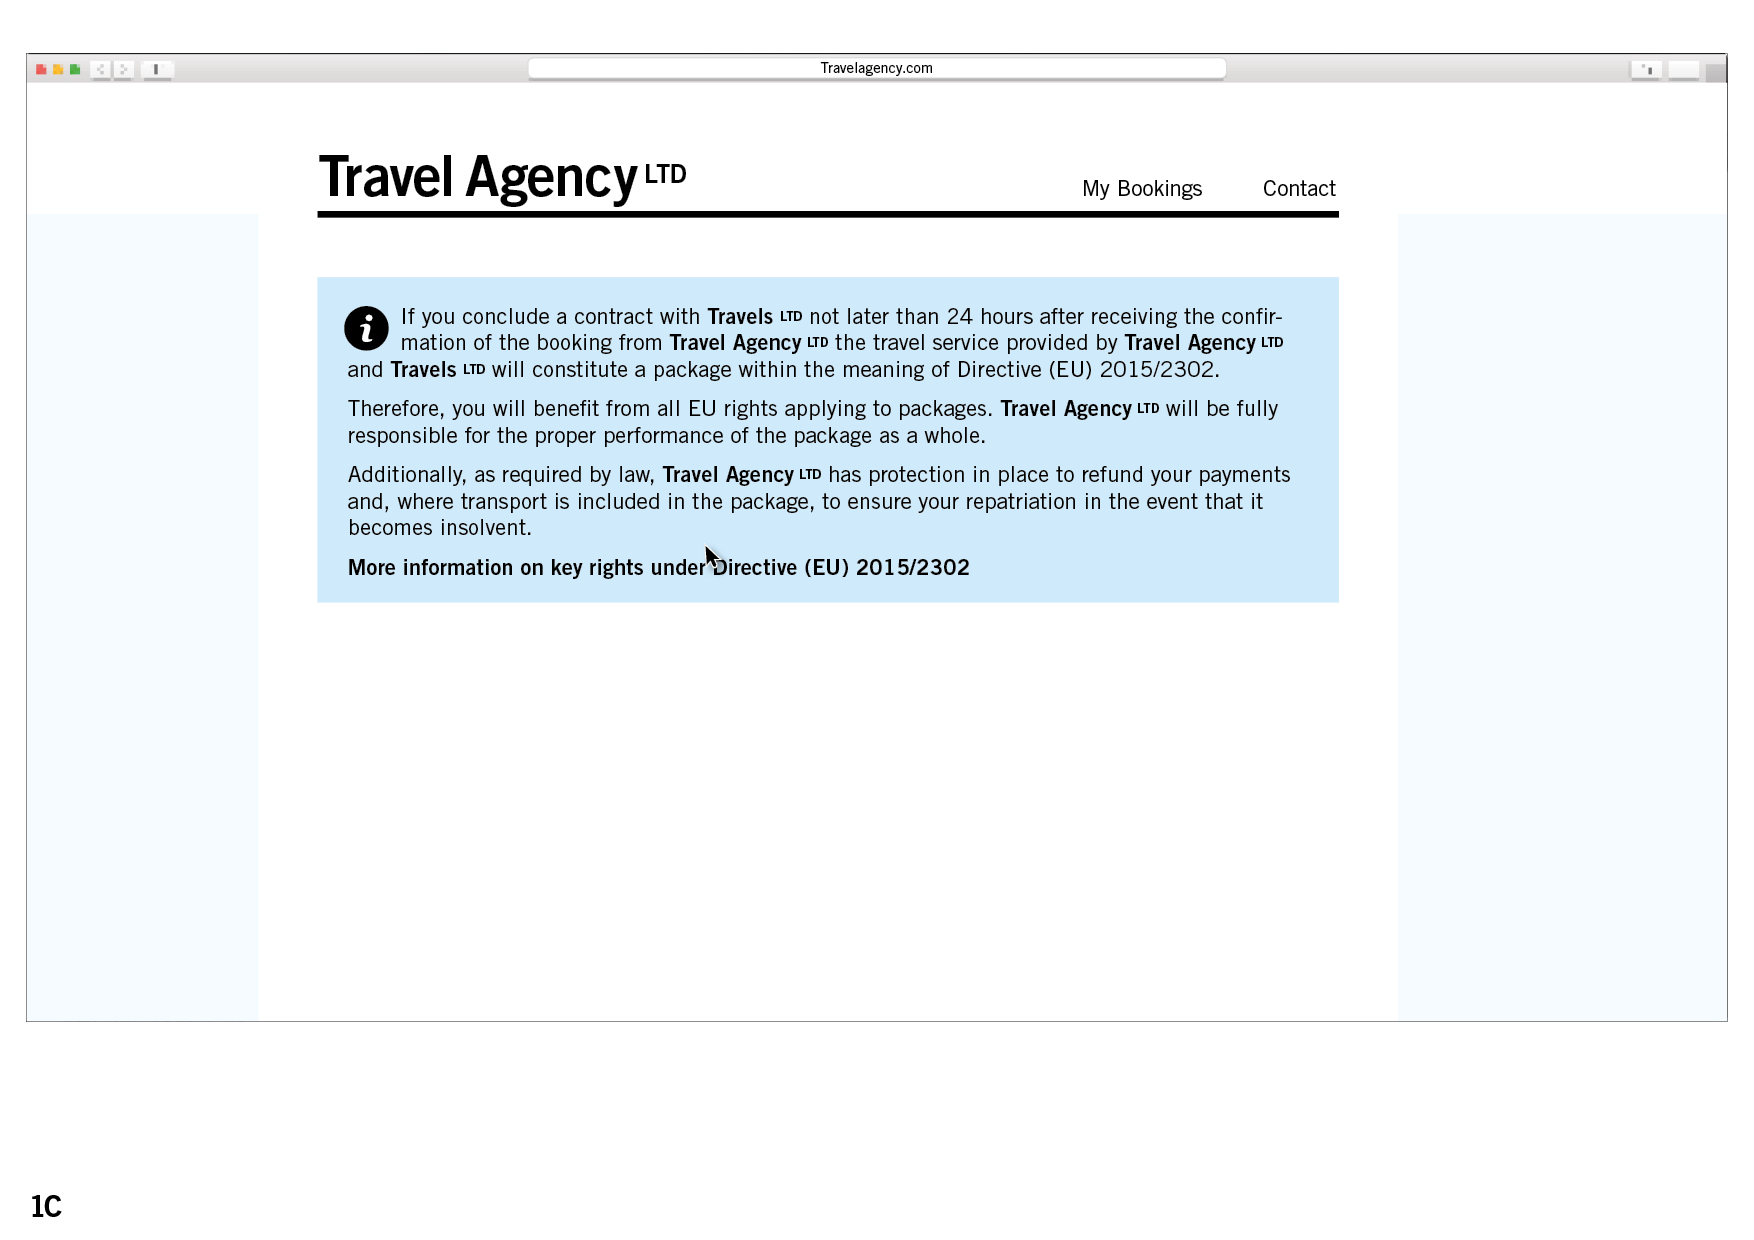 Travelagency.com
Travel Agency LTD
My Bookings Contact
i If you conclude a contract with Travels LTD not later than 24 hours after receiving the confir-
mation of the booking from Travel Agency LTD the travel service provided by Travel Agency LTD
and Travels LTD will constitute a package within the meaning of Directive (EU) 2015/2302.
Therefore, you will benefit from all EU rights applying to packages. Travel Agency LTD will be fully
responsible for the proper performance of the package as a whole.
Additionally, as required by law, Travel Agency LTD has protection in place to refund your payments
and, where transport is included in the package, to ensure your repatriation in the event that it
becomes insolvent.
More information on key rights under Directive (EU) 2015/2302
1C